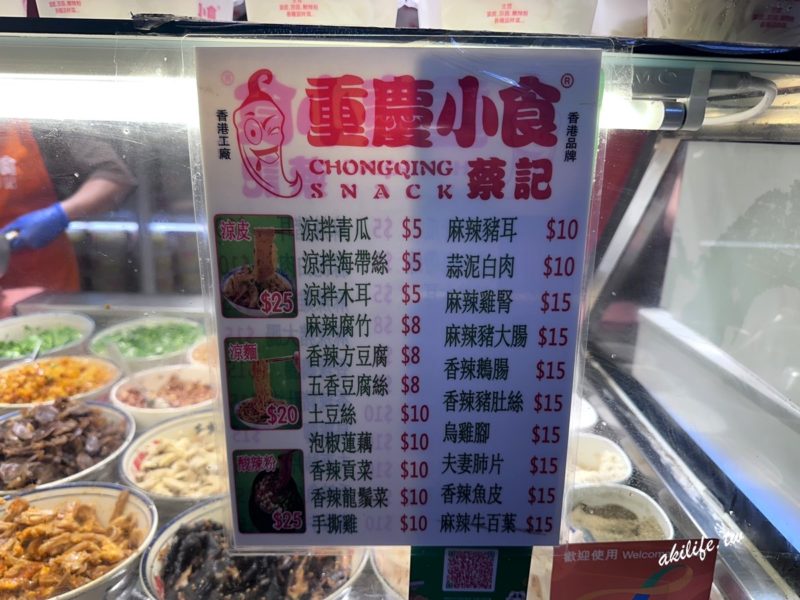 重慶小食®
香港工廠
香港品牌
CHONGQING
SNACK 蔡記
涼皮 $25
涼麵 $20
酸辣粉 $25
涼拌青瓜 $5
涼拌海帶絲 $5
涼拌木耳 $5
麻辣腐竹 $8
香辣方豆腐 $8
五香豆腐絲 $8
土豆絲 $10
泡椒蓮藕 $10
香辣貢菜 $10
香辣龍鬚菜 $10
手撕雞 $10
麻辣豬耳 $10
蒜泥白肉 $10
麻辣雞腎 $15
麻辣豬大腸 $15
香辣鵝腸 $15
香辣豬肚絲 $15
烏雞腳 $15
夫妻肺片 $15
香辣魚皮 $15
麻辣牛百葉 $15
歡迎使用 Welcome
akilife.tw